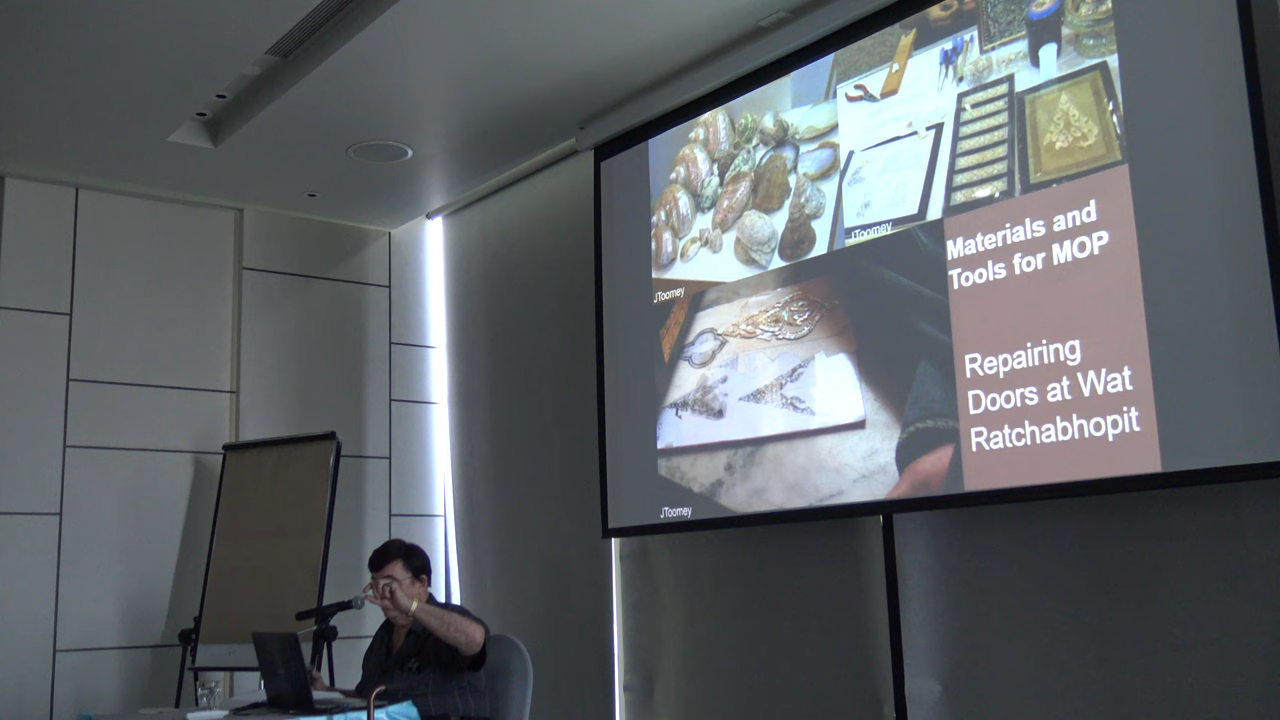 JToomey
Materials and
Tools for MOP
JToomey
Repairing
Doors at Wat
Ratchabhopit
JToomey